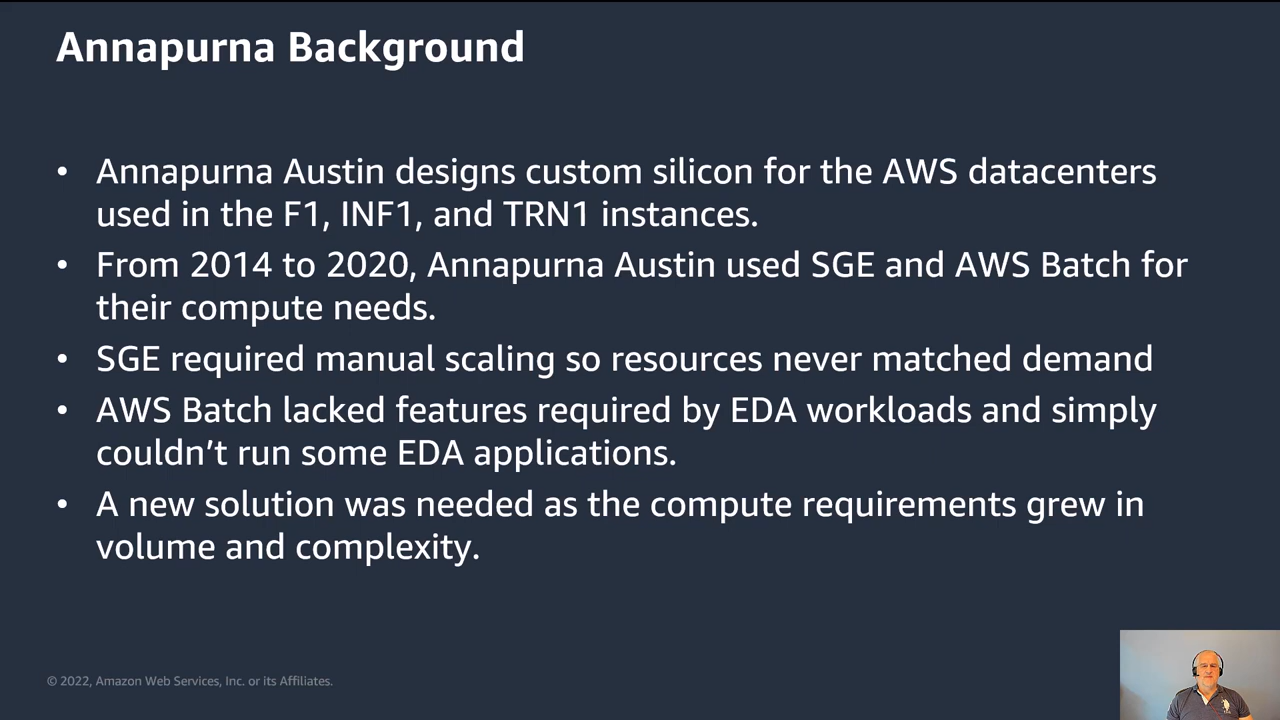 Annapurna Background
• Annapurna Austin designs custom silicon for the AWS datacenters
used in the F1, INF1, and TRN1 instances.
• From 2014 to 2020, Annapurna Austin used SGE and AWS Batch for
their compute needs.
• SGE required manual scaling so resources never matched demand
• AWS Batch lacked features required by EDA workloads and simply
couldn’t run some EDA applications.
• A new solution was needed as the compute requirements grew in
volume and complexity.
© 2022, Amazon Web Services, Inc. or its Affiliates.